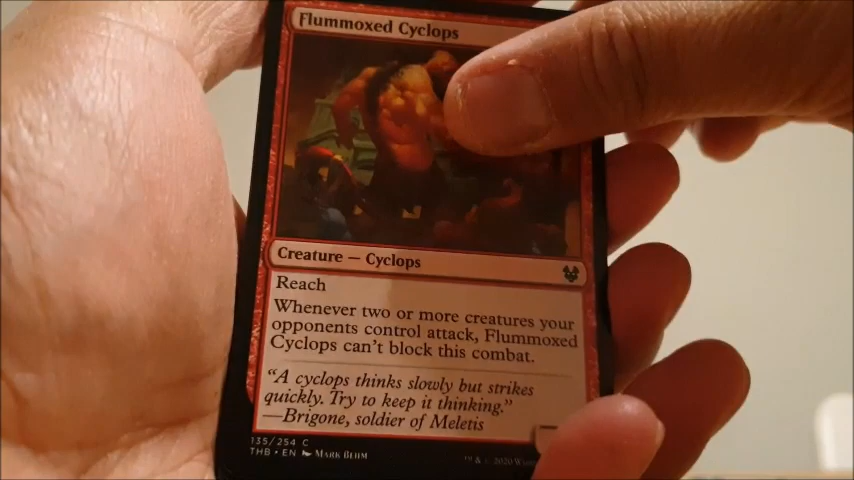 Flummoxed Cyclops
Creature — Cyclops
Reach
Whenever two or more creatures your
opponents control attack, Flummoxed
Cyclops can't block this combat.
"A cyclops thinks slowly but strikes
quickly. Try to keep it thinking."
—Brigone, soldier of Meletis
135/254 C
THB • EN MARK BEHM
™ & © 2020 Wizar